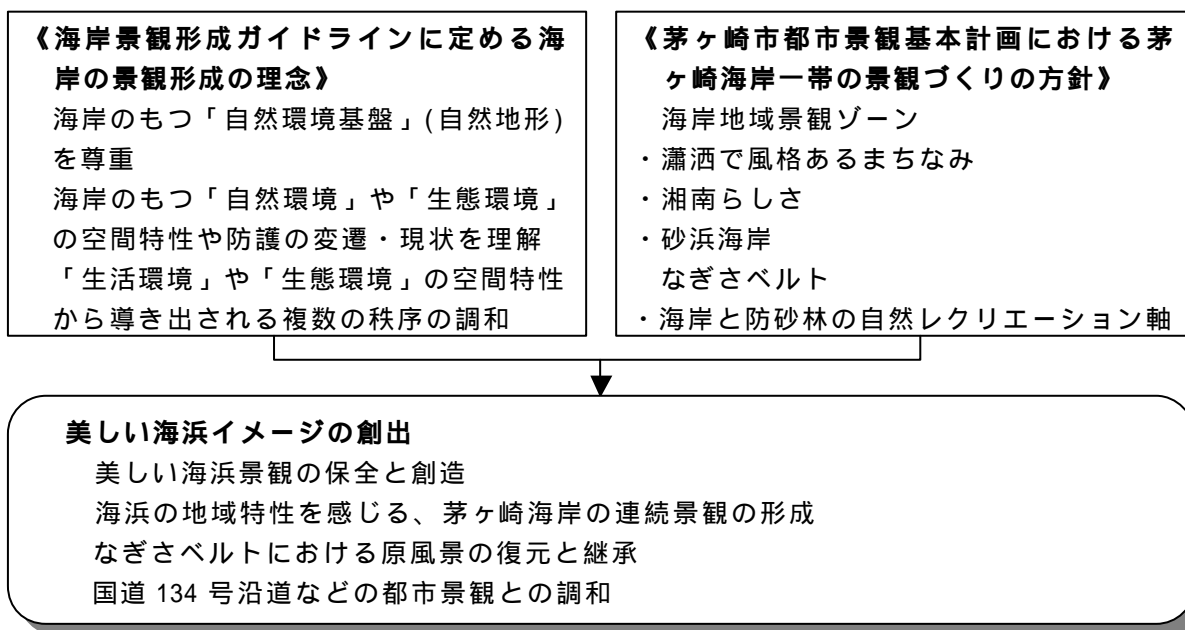 《海岸景観形成ガイドラインに定める海
岸の景観形成の理念》
海岸のもつ「自然環境基盤」(自然地形)
を尊重
海岸のもつ「自然環境」や「生態環境」
の空間特性や防護の変遷・現状を理解
「生活環境」や「生態環境」の空間特性
から導き出される複数の秩序の調和
《茅ヶ崎市都市景観基本計画における茅
ヶ崎海岸一帯の景観づくりの方針》
海岸地域景観ゾーン
・瀟洒で風格あるまちなみ
・湘南らしさ
・砂浜海岸
なぎさベルト
・海岸と防砂林の自然レクリエーション軸
美しい海浜イメージの創出
美しい海浜景観の保全と創造
海浜の地域特性を感じる、茅ヶ崎海岸の連続景観の形成
なぎさベルトにおける原風景の復元と継承
国道 134 号沿道などの都市景観との調和